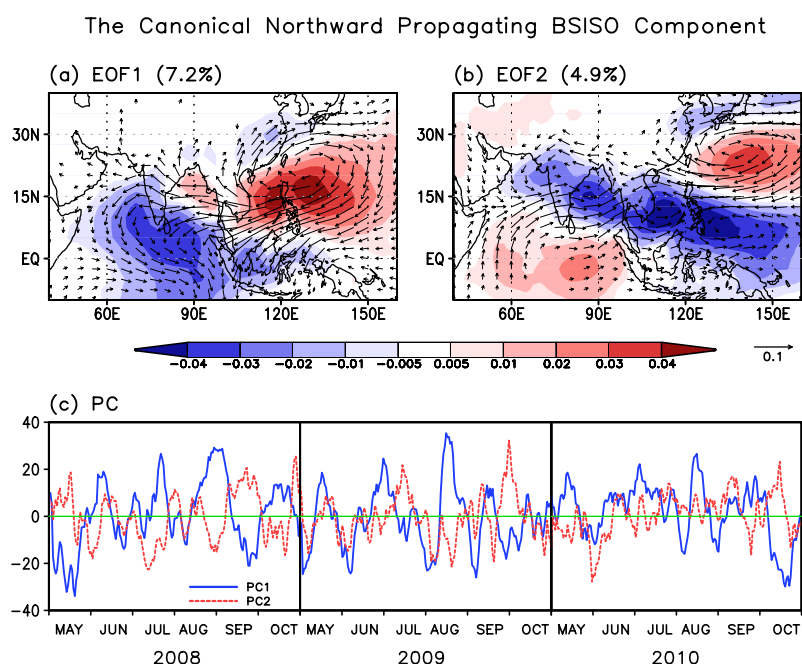 The Canonical Northward Propagating BSISO Component
(a) EOF1 (7.2%) (b) EOF2 (4.9%)
30N 30N
15N 15N
EQ EQ
60E 90E 120E 150E 60E 90E 120E 150E
-0.04 -0.03 -0.02 -0.01 -0.005 0.005 0.01 0.02 0.03 0.04 0.1
(c) PC
40
20
0
-20
PC1
PC2
-40
MAY JUN JUL AUG SEP OCT MAY JUN JUL AUG SEP OCT MAY JUN JUL AUG SEP OCT
2008 2009 2010